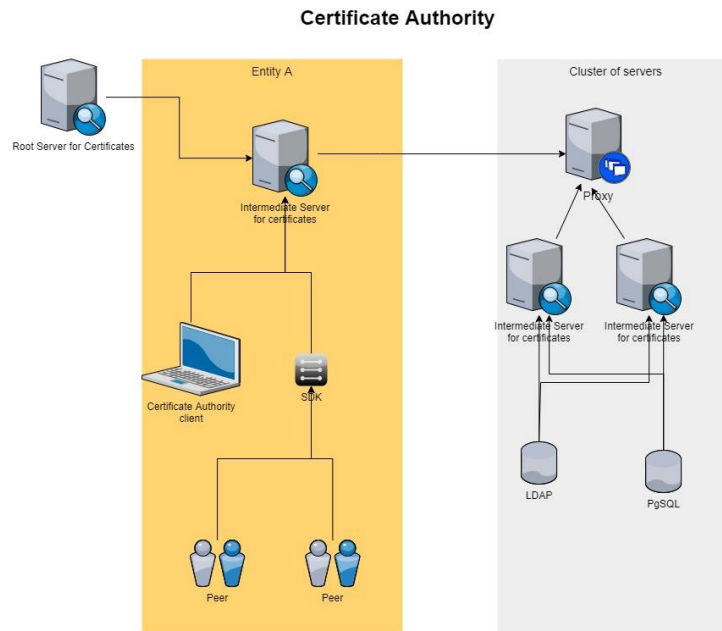 Certificate Authority
Entity A
Cluster of servers
Root Server for Certificates
Intermediate Server
for certificates
Proxy
Intermediate Server
for certificates
Intermediate Server
for certificates
Certificate Authority
client
SDK
LDAP
PgSQL
Peer
Peer